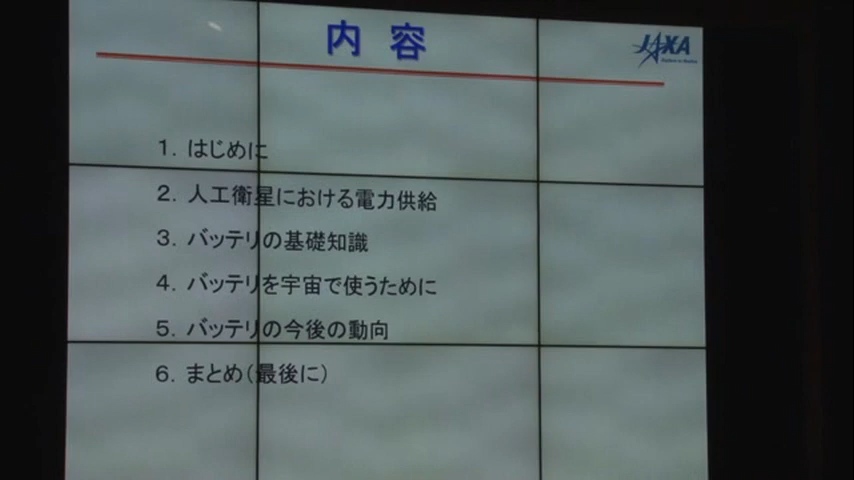 内 容
JAXA
1．はじめに
2．人工衛星における電力供給
3．バッテリの基礎知識
4．バッテリを宇宙で使うために
5．バッテリの今後の動向
6．まとめ（最後に）